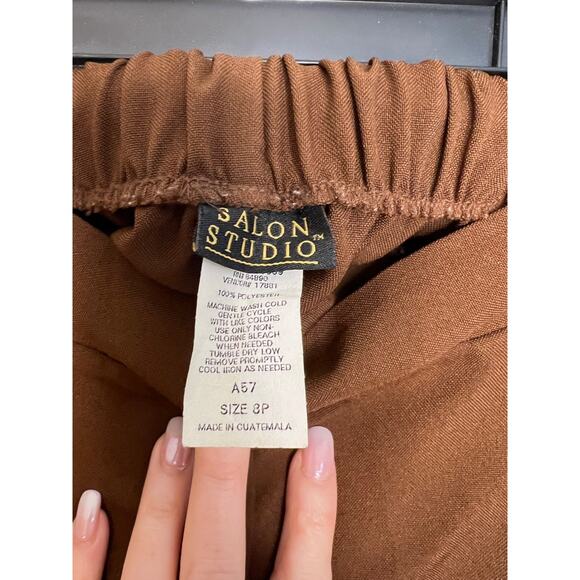 SALON
STUDIO™
RN 64890
VENDOR# 17881
100% POLYESTER
MACHINE WASH COLD
GENTLE CYCLE
WITH LIKE COLORS
USE ONLY NON-
CHLORINE BLEACH
WHEN NEEDED
TUMBLE DRY LOW
REMOVE PROMPTLY
COOL IRON AS NEEDED
A57
SIZE 8P
MADE IN GUATEMALA